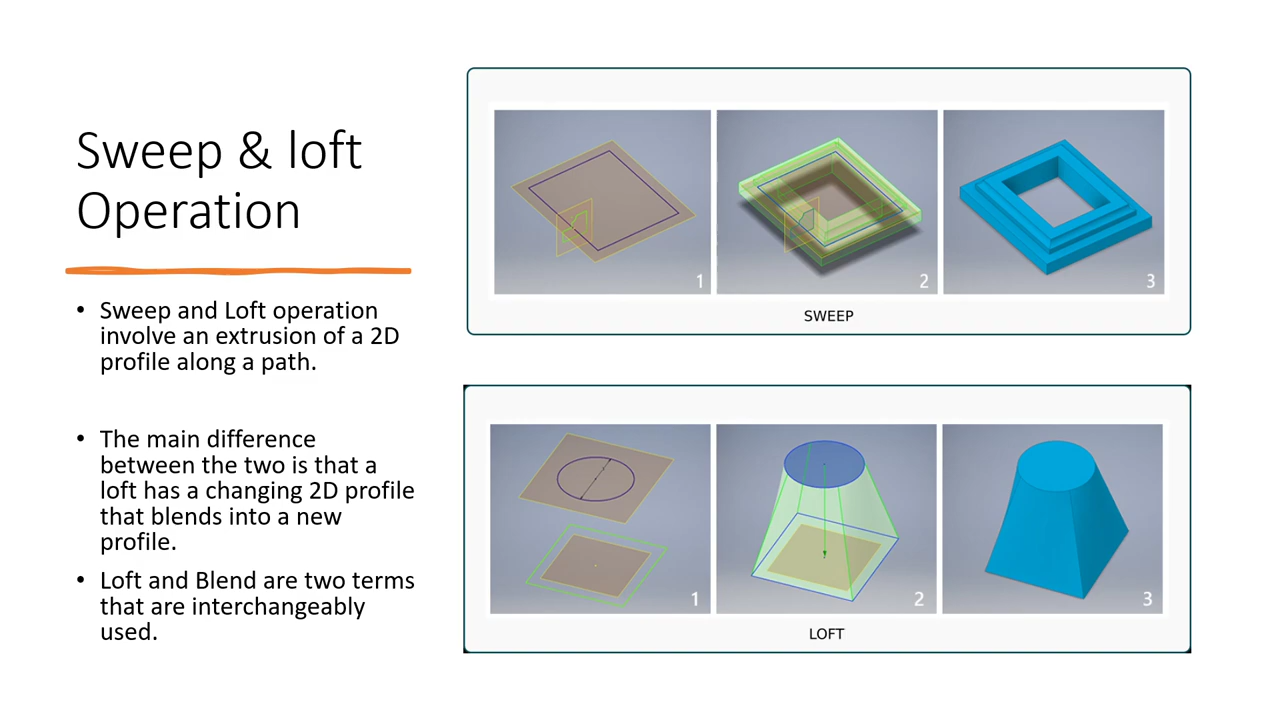 Sweep & loft
Operation
• Sweep and Loft operation
involve an extrusion of a 2D
profile along a path.
• The main difference
between the two is that a
loft has a changing 2D profile
that blends into a new
profile.
• Loft and Blend are two terms
that are interchangeably
used.
1
2
3
SWEEP
1
2
3
LOFT